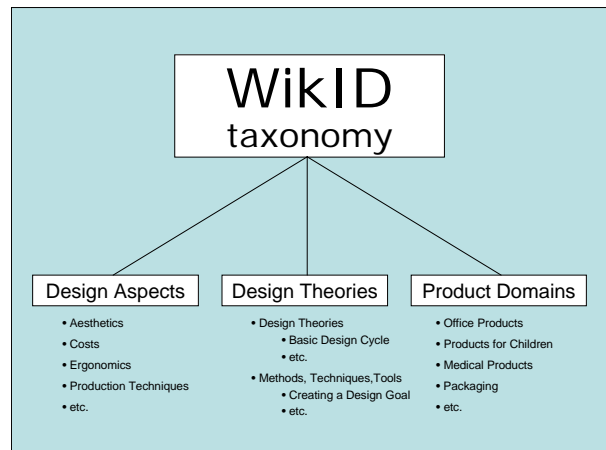 WikID
taxonomy
Design Aspects
• Aesthetics
• Costs
• Ergonomics
• Production Techniques
• etc.
Design Theories
• Design Theories
• Basic Design Cycle
• etc.
• Methods, Techniques,Tools
• Creating a Design Goal
• etc.
Product Domains
• Office Products
• Products for Children
• Medical Products
• Packaging
• etc.